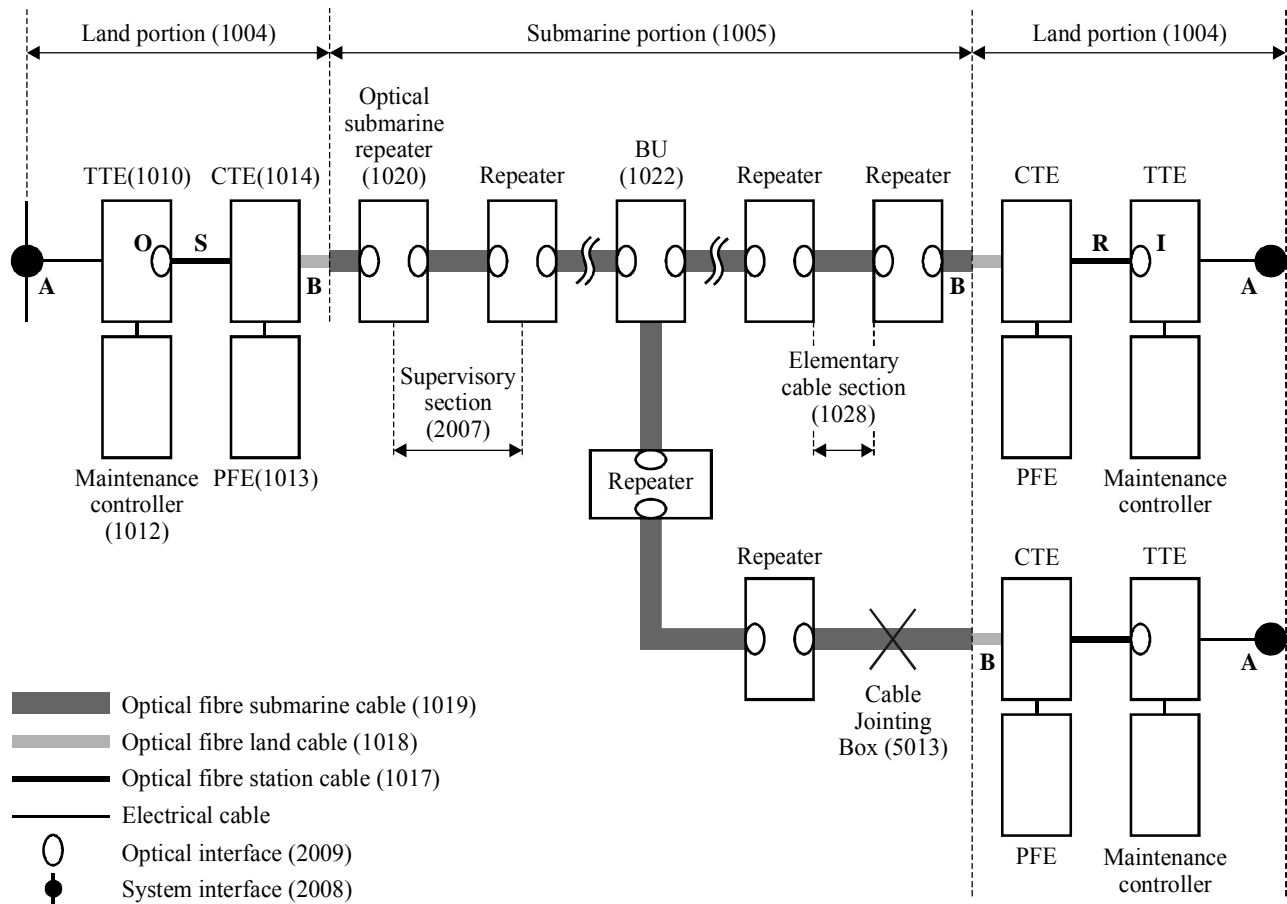 Land portion (1004)
Submarine portion (1005)
Land portion (1004)
Optical
submarine
repeater
(1020)
TTE(1010)
CTE(1014)
Repeater
BU
(1022)
Repeater
Repeater
CTE
TTE
O
S
R
I
A
B
B
A
Supervisory
section
(2007)
Elementary
cable section
(1028)
Maintenance
controller
(1012)
PFE(1013)
Repeater
PFE
Maintenance
controller
Repeater
CTE
TTE
B
A
Cable
Jointing
Box (5013)
PFE
Maintenance
controller
Optical fibre submarine cable (1019)
Optical fibre land cable (1018)
Optical fibre station cable (1017)
Electrical cable
Optical interface (2009)
System interface (2008)